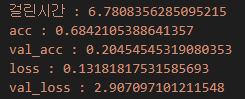 걸린시간 : 6.7808356285095215
acc : 0.6842105388641357
val_acc : 0.20454545319080353
loss : 0.13181817531585693
val_loss : 2.907097101211548